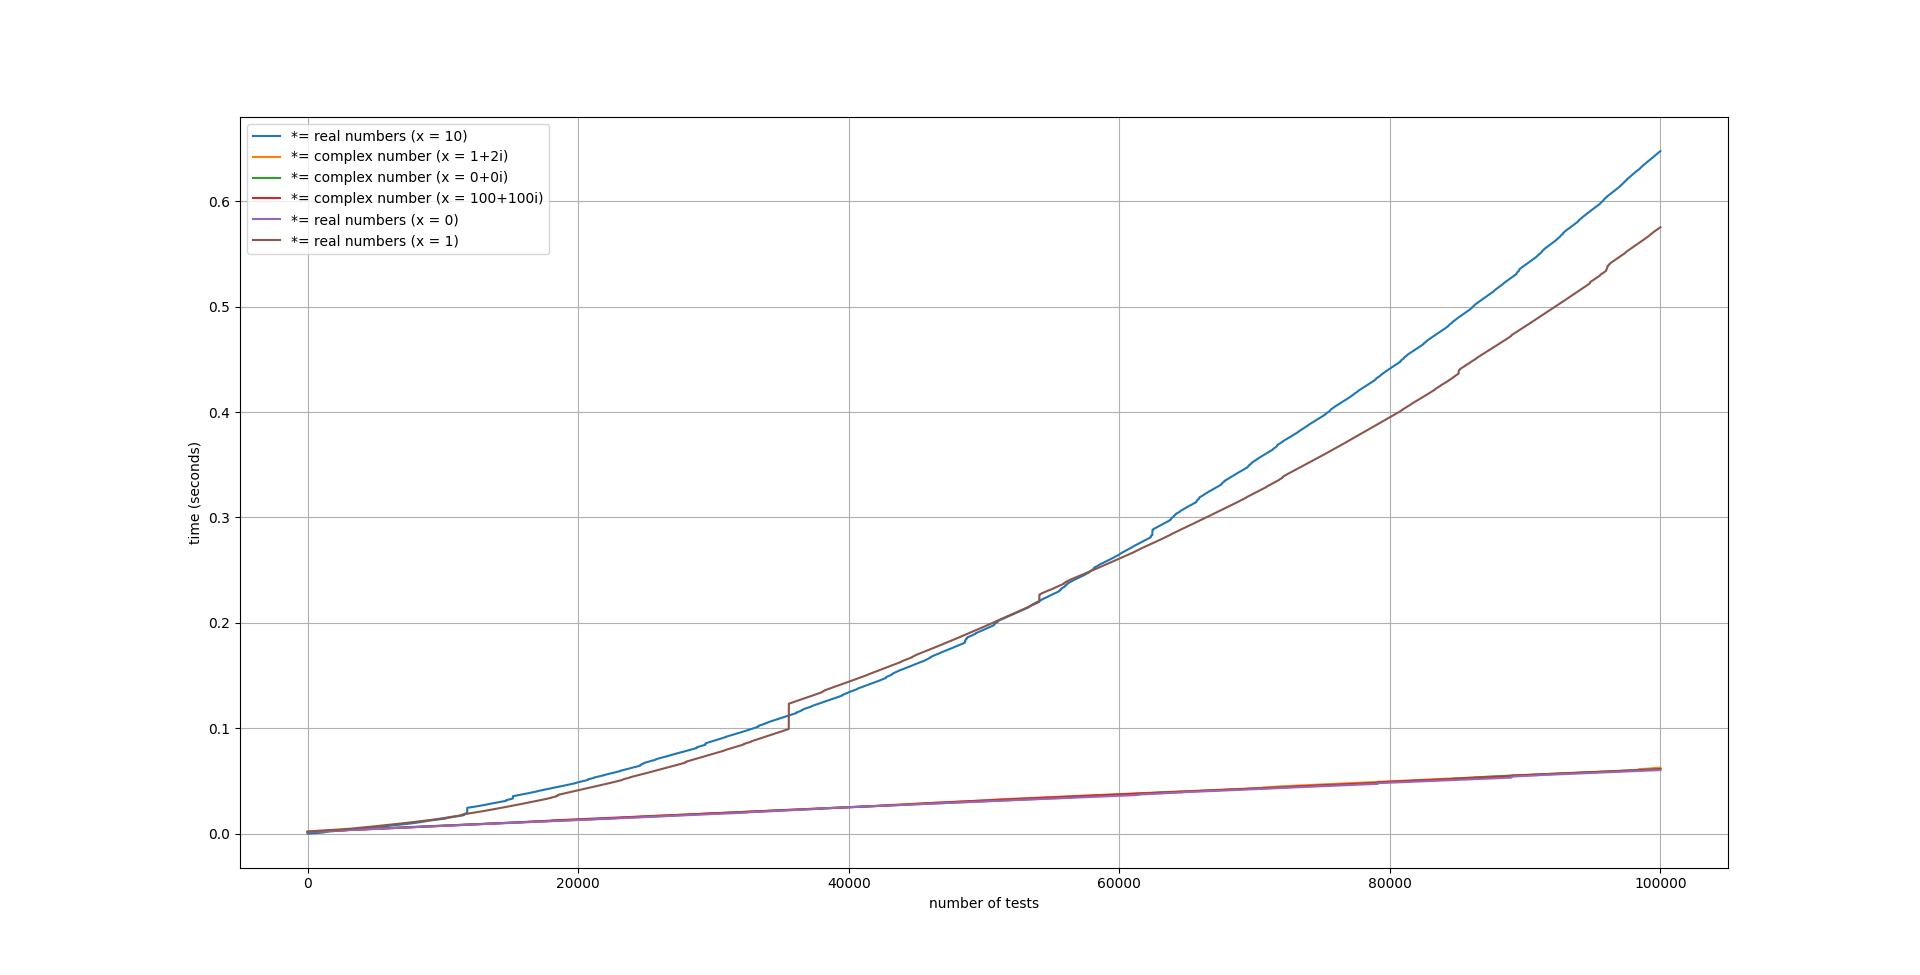 *= real numbers (x = 10)
*= complex number (x = 1+2i)
*= complex number (x = 0+0i)
*= complex number (x = 100+100i)
*= real numbers (x = 0)
*= real numbers (x = 1)
0.6
0.5
0.4
0.3
0.2
0.1
0.0
time (seconds)
0 20000 40000 60000 80000 100000
number of tests